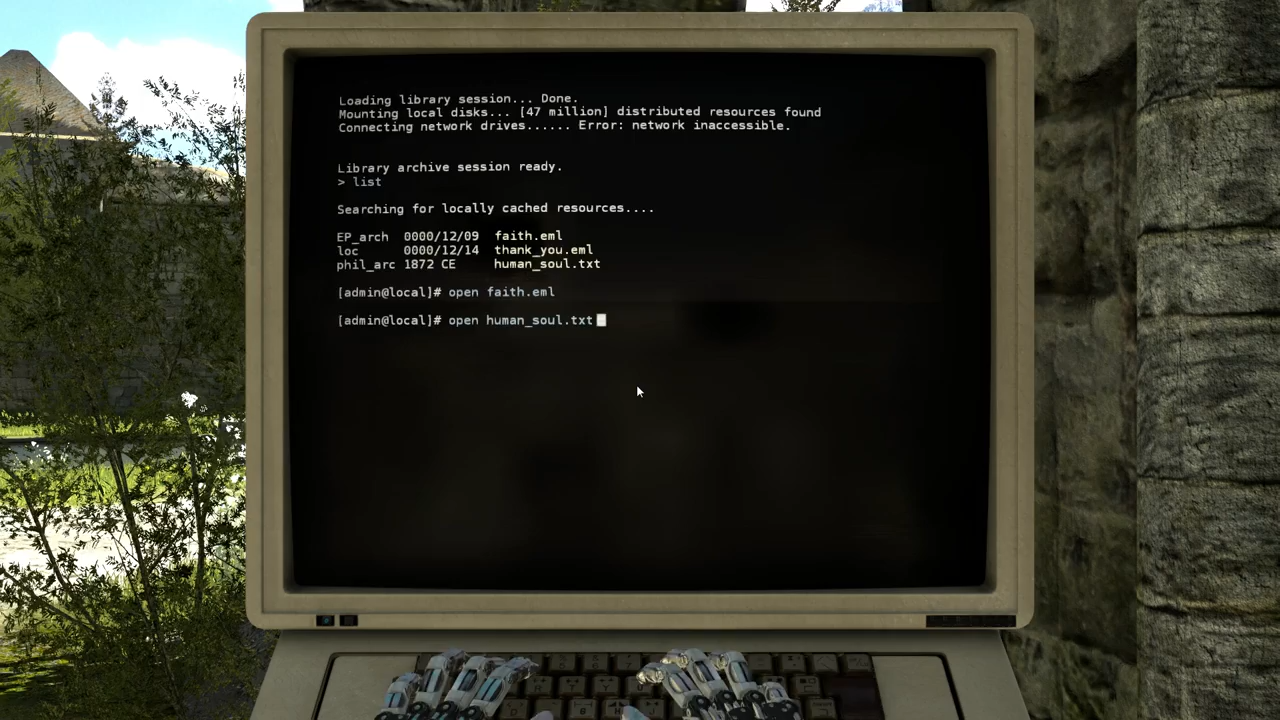 Loading library session... Done.
Mounting local disks... [47 million] distributed resources found
Connecting network drives...... Error: network inaccessible.
Library archive session ready.
> list
Searching for locally cached resources....
EP_arch 0000/12/09 faith.eml
loc 0000/12/14 thank_you.eml
phil_arc 1872 CE human_soul.txt
[admin@local]# open faith.eml
[admin@local]# open human_soul.txt